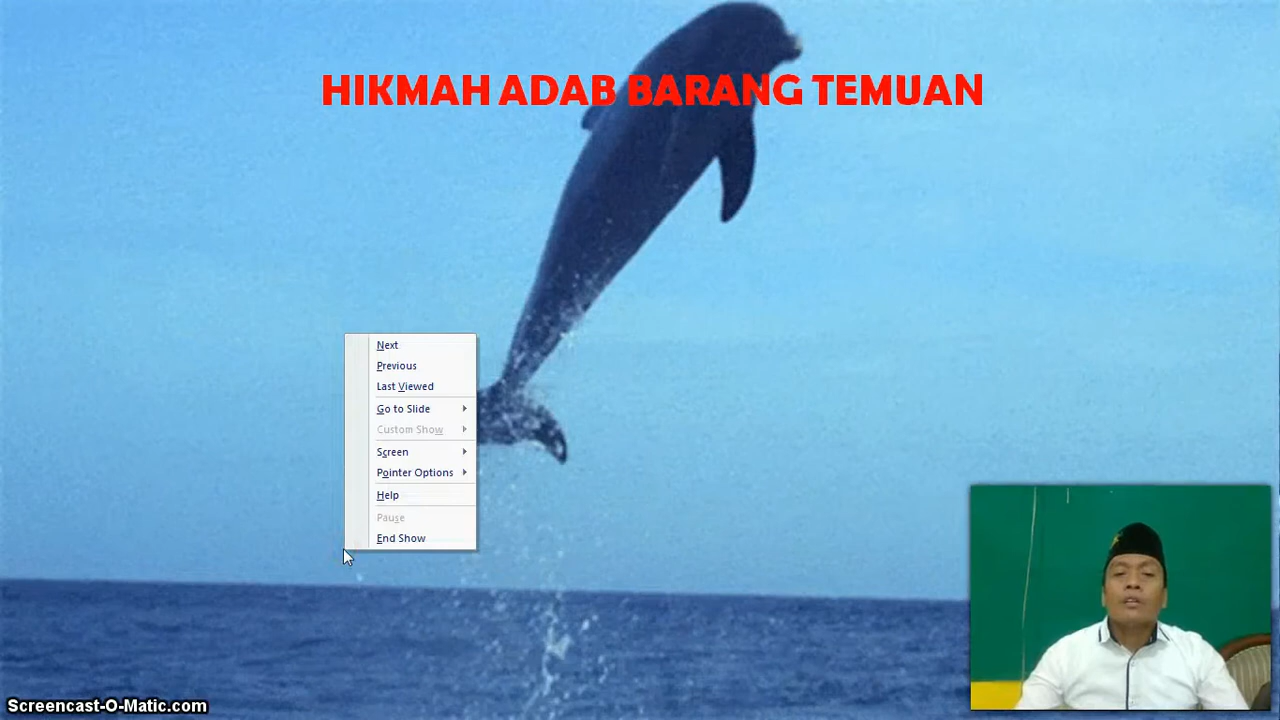 HIKMAH ADAB BARANG TEMUAN
Next
Previous
Last Viewed
Go to Slide
Custom Show
Screen
Pointer Options
Help
Pause
End Show
Screencast-O-Matic.com